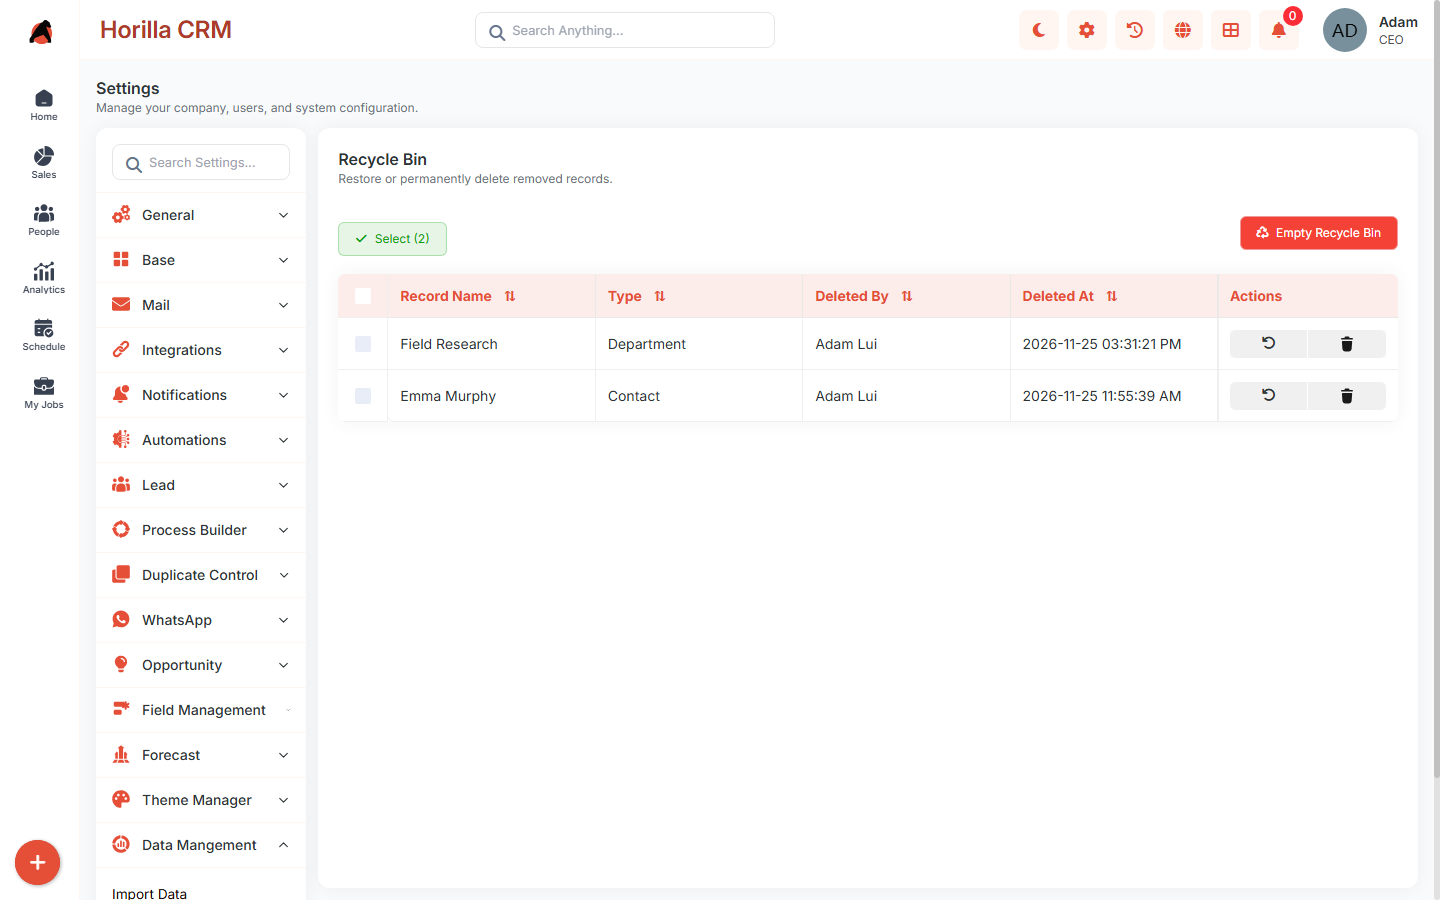 Horilla CRM
Search Anything...
0
AD
Adam
CEO
Home
Sales
People
Analytics
Schedule
My Jobs
Settings
Manage your company, users, and system configuration.
Search Settings...
General
Base
Mail
Integrations
Notifications
Automations
Lead
Process Builder
Duplicate Control
WhatsApp
Opportunity
Field Management
Forecast
Theme Manager
Data Mangement
Import Data
Recycle Bin
Restore or permanently delete removed records.
Select (2)
Empty Recycle Bin
Record Name Type Deleted By Deleted At Actions
Field Research Department Adam Lui 2026-11-25 03:31:21 PM
Emma Murphy Contact Adam Lui 2026-11-25 11:55:39 AM